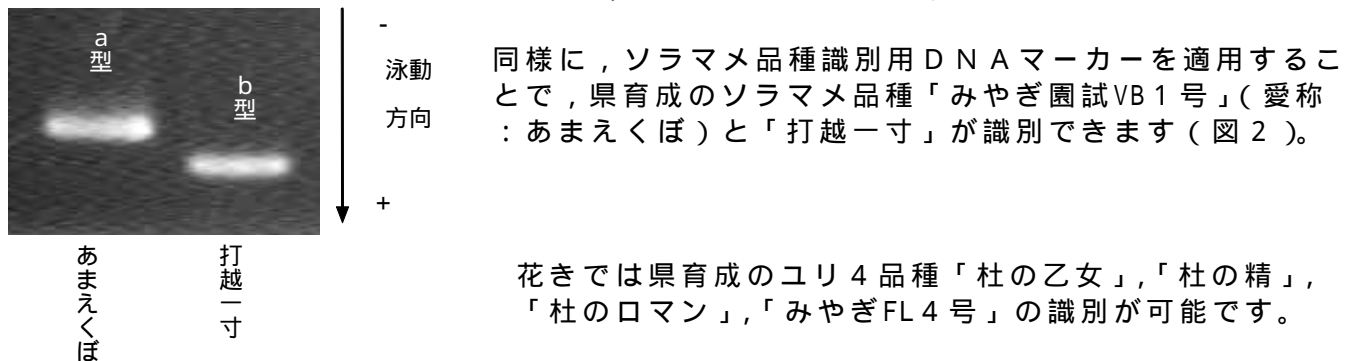 a型
b型
-
泳動
方向
+
あまえくぼ
打越一寸
同様に，ソラマメ品種識別用ＤＮＡマーカーを適用するこ
とで，県育成のソラマメ品種「みやぎ園試VB１号」(愛称
：あまえくぼ)と「打越一寸」が識別できます(図２)。
花きでは県育成のユリ４品種「杜の乙女」,「杜の精」,
「杜のロマン」,「みやぎFL４号」の識別が可能です。